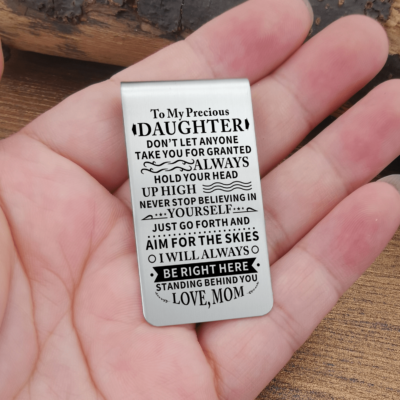 To My Precious
DAUGHTER
DON'T LET ANYONE
TAKE YOU FOR GRANTED
ALWAYS
HOLD YOUR HEAD
UP HIGH
NEVER STOP BELIEVING IN
YOURSELF
JUST GO FORTH AND
AIM FOR THE SKIES
I WILL ALWAYS
BE RIGHT HERE
STANDING BEHIND YOU
LOVE, MOM